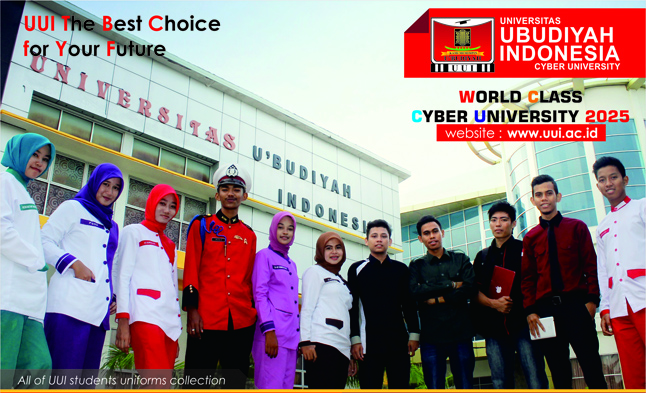 UUI The Best Choice
for Your Future
UNIVERSITAS
UBUDIYAH
INDONESIA
CYBER UNIVERSITY
UUI
WORLD CLASS
CYBER UNIVERSITY 2025
website : www.uui.ac.id
UNIVERSITAS
U'BUDIYAH
INDONESIA
All of UUI students uniforms collection